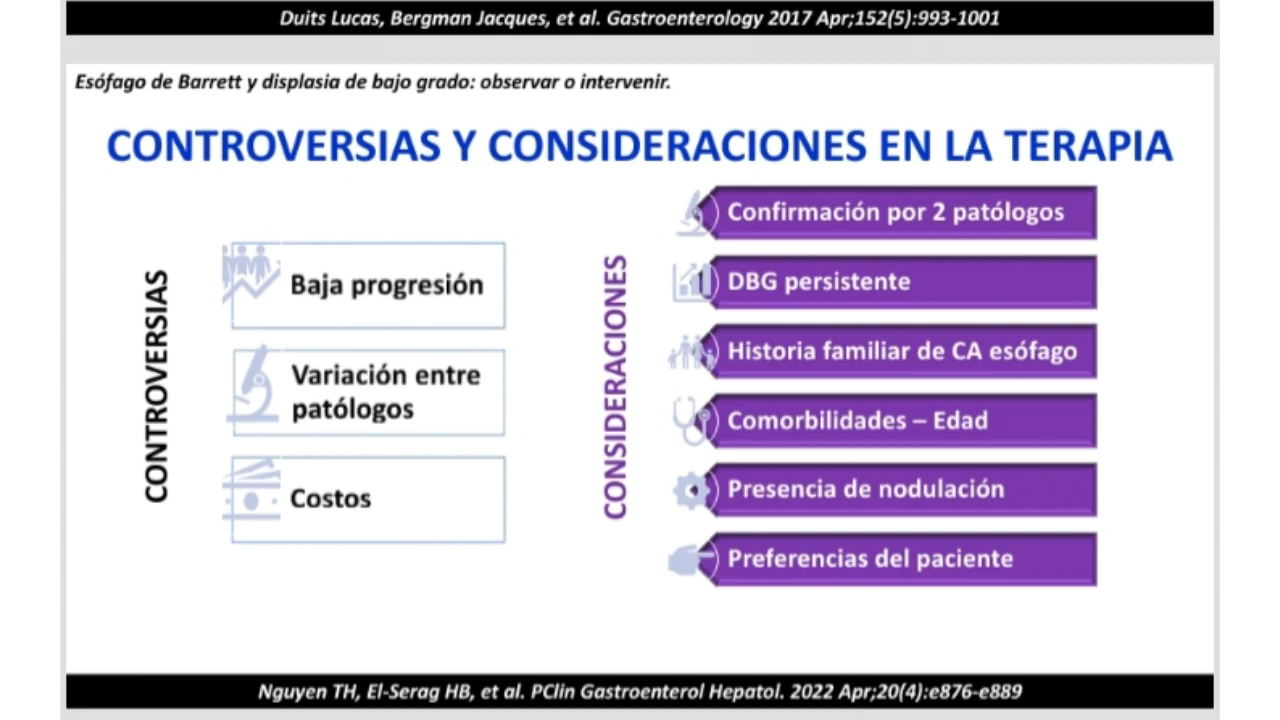 Duits Lucas, Bergman Jacques, et al. Gastroenterology 2017 Apr;152(5):993-1001
Esófago de Barrett y displasia de bajo grado: observar o intervenir.
CONTROVERSIAS Y CONSIDERACIONES EN LA TERAPIA
CONTROVERSIAS
Baja progresión
Variación entre
patólogos
Costos
CONSIDERACIONES
Confirmación por 2 patólogos
DBG persistente
Historia familiar de CA esófago
Comorbilidades – Edad
Presencia de nodulación
Preferencias del paciente
Nguyen TH, El-Serag HB, et al. PClin Gastroenterol Hepatol. 2022 Apr;20(4):e876-e889